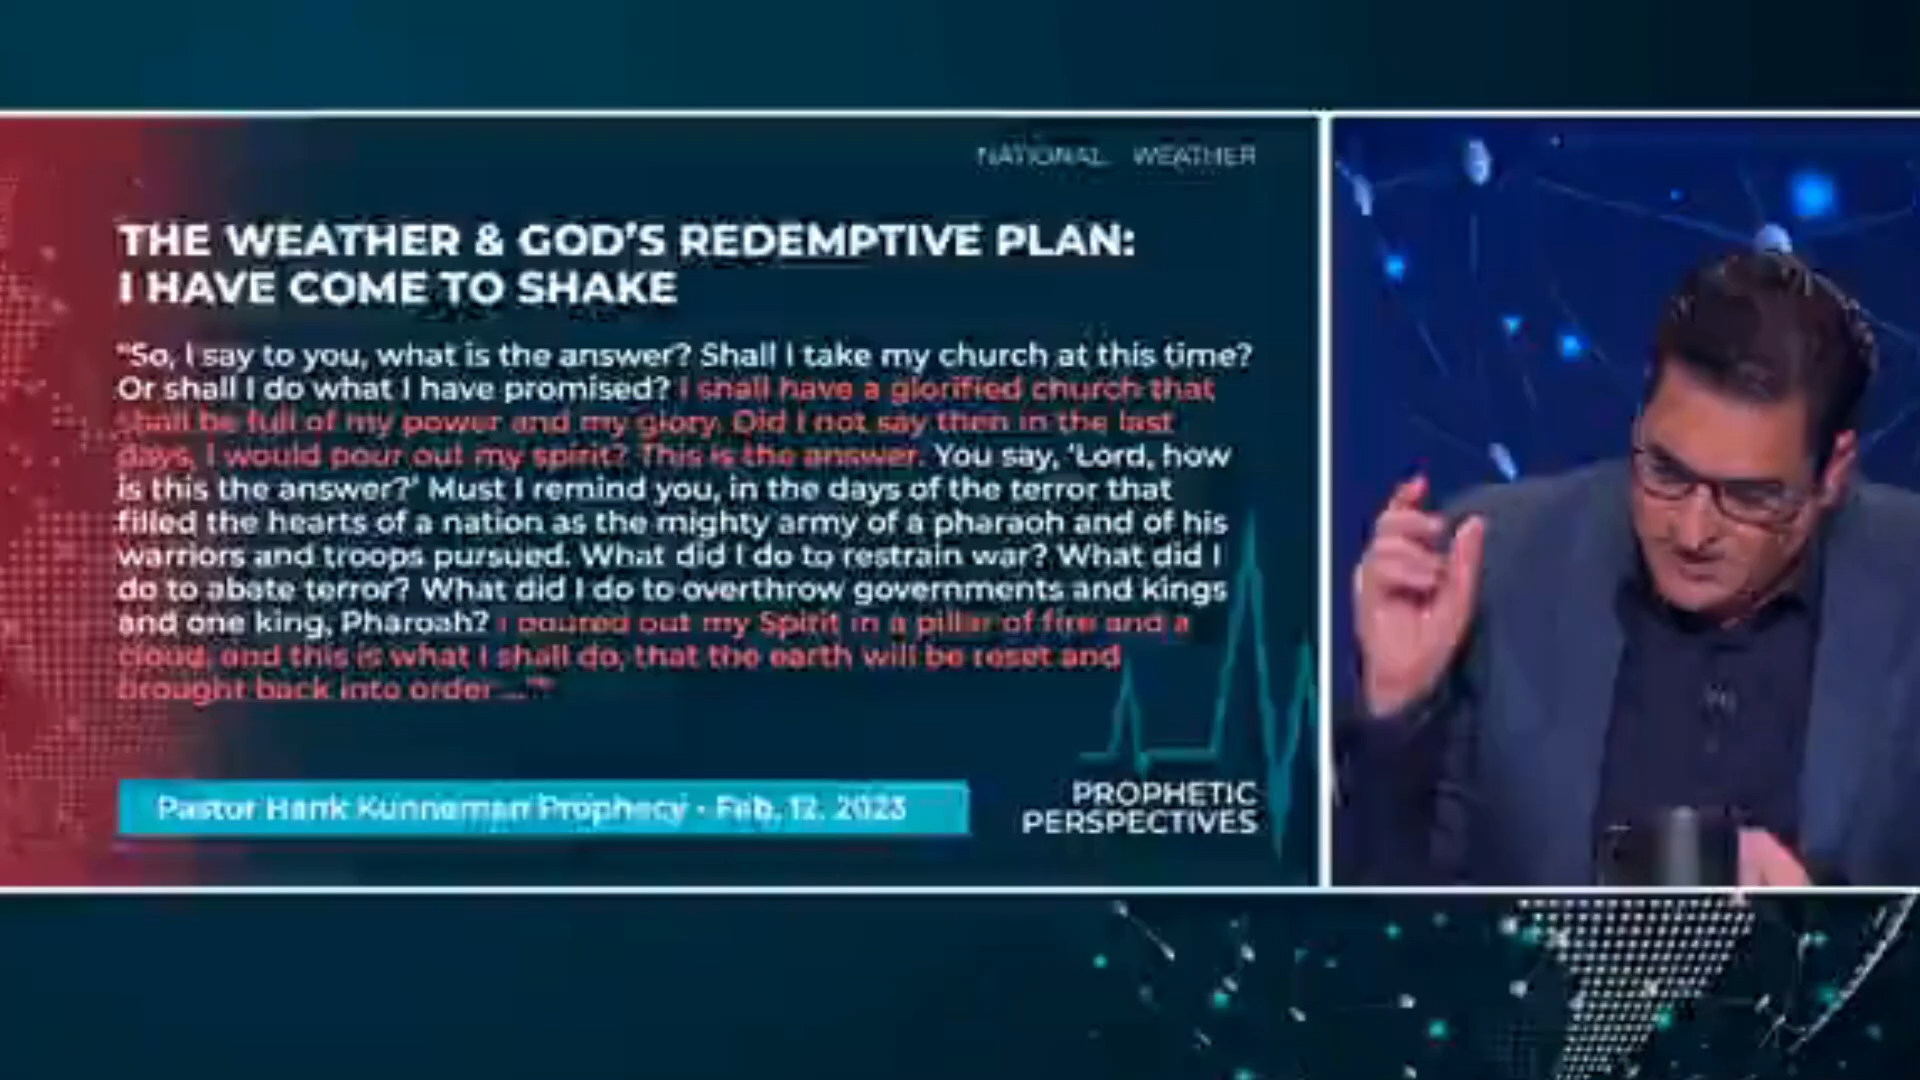 NATIONAL WEATHER
THE WEATHER & GOD'S REDEMPTIVE PLAN:
I HAVE COME TO SHAKE
"So, I say to you, what is the answer? Shall I take my church at this time?
Or shall I do what I have promised? I shall have a glorified church that
shall be full of my power and my glory. Did I not say then in the last
days, I would pour out my spirit? This is the answer. You say, 'Lord, how
is this the answer?' Must I remind you, in the days of the terror that
filled the hearts of a nation as the mighty army of a pharaoh and of his
warriors and troops pursued. What did I do to restrain war? What did I
do to abate terror? What did I do to overthrow governments and kings
and one king, Pharoah? I poured out my Spirit in a pillar of fire and a
cloud, and this is what I shall do, that the earth will be reset and
brought back into order ..."
Pastor Hank Kunneman Prophecy - Feb. 12. 2023
PROPHETIC
PERSPECTIVES